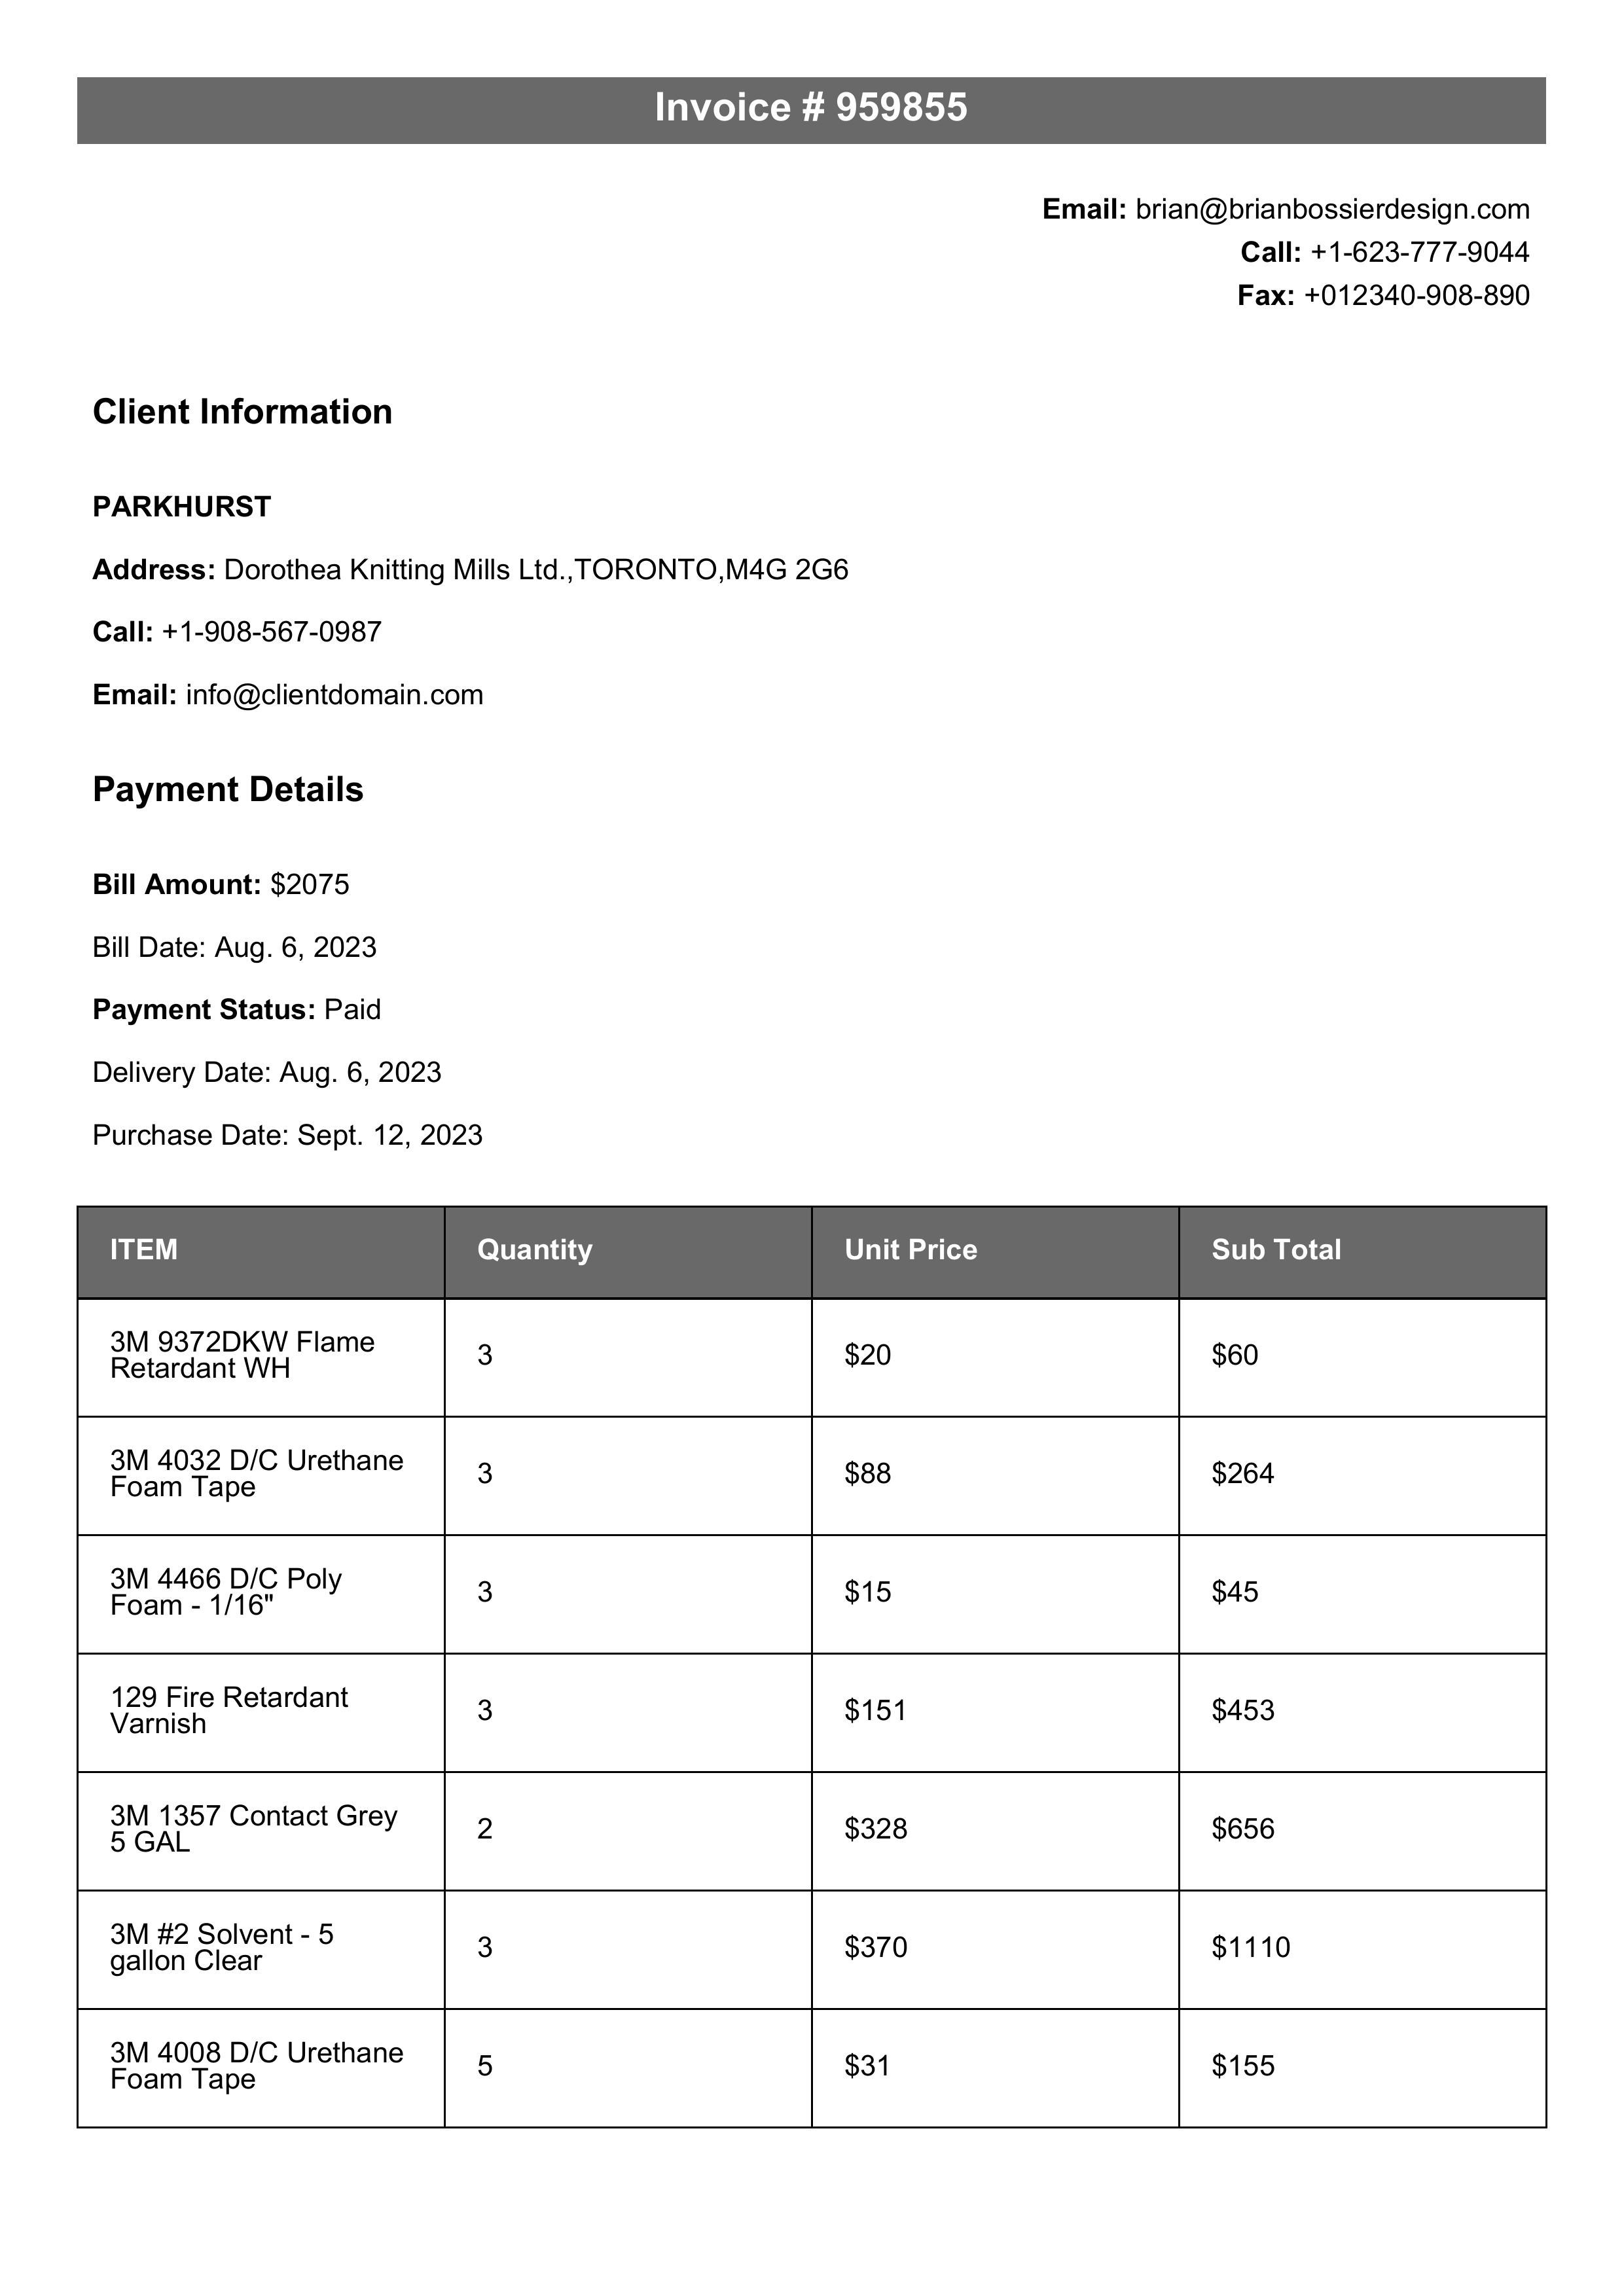 Invoice # 959855
Email: brian@brianbossierdesign.com
Call: +1-623-777-9044
Fax: +012340-908-890
Client Information
PARKHURST
Address: Dorothea Knitting Mills Ltd.,TORONTO,M4G 2G6
Call: +1-908-567-0987
Email: info@clientdomain.com
Payment Details
Bill Amount: $2075
Bill Date: Aug. 6, 2023
Payment Status: Paid
Delivery Date: Aug. 6, 2023
Purchase Date: Sept. 12, 2023
ITEM Quantity Unit Price Sub Total
3M 9372DKW Flame
Retardant WH
3 $20 $60
3M 4032 D/C Urethane
Foam Tape
3 $88 $264
3M 4466 D/C Poly
Foam - 1/16"
3 $15 $45
129 Fire Retardant
Varnish
3 $151 $453
3M 1357 Contact Grey
5 GAL
2 $328 $656
3M #2 Solvent - 5
gallon Clear
3 $370 $1110
3M 4008 D/C Urethane
Foam Tape
5 $31 $155